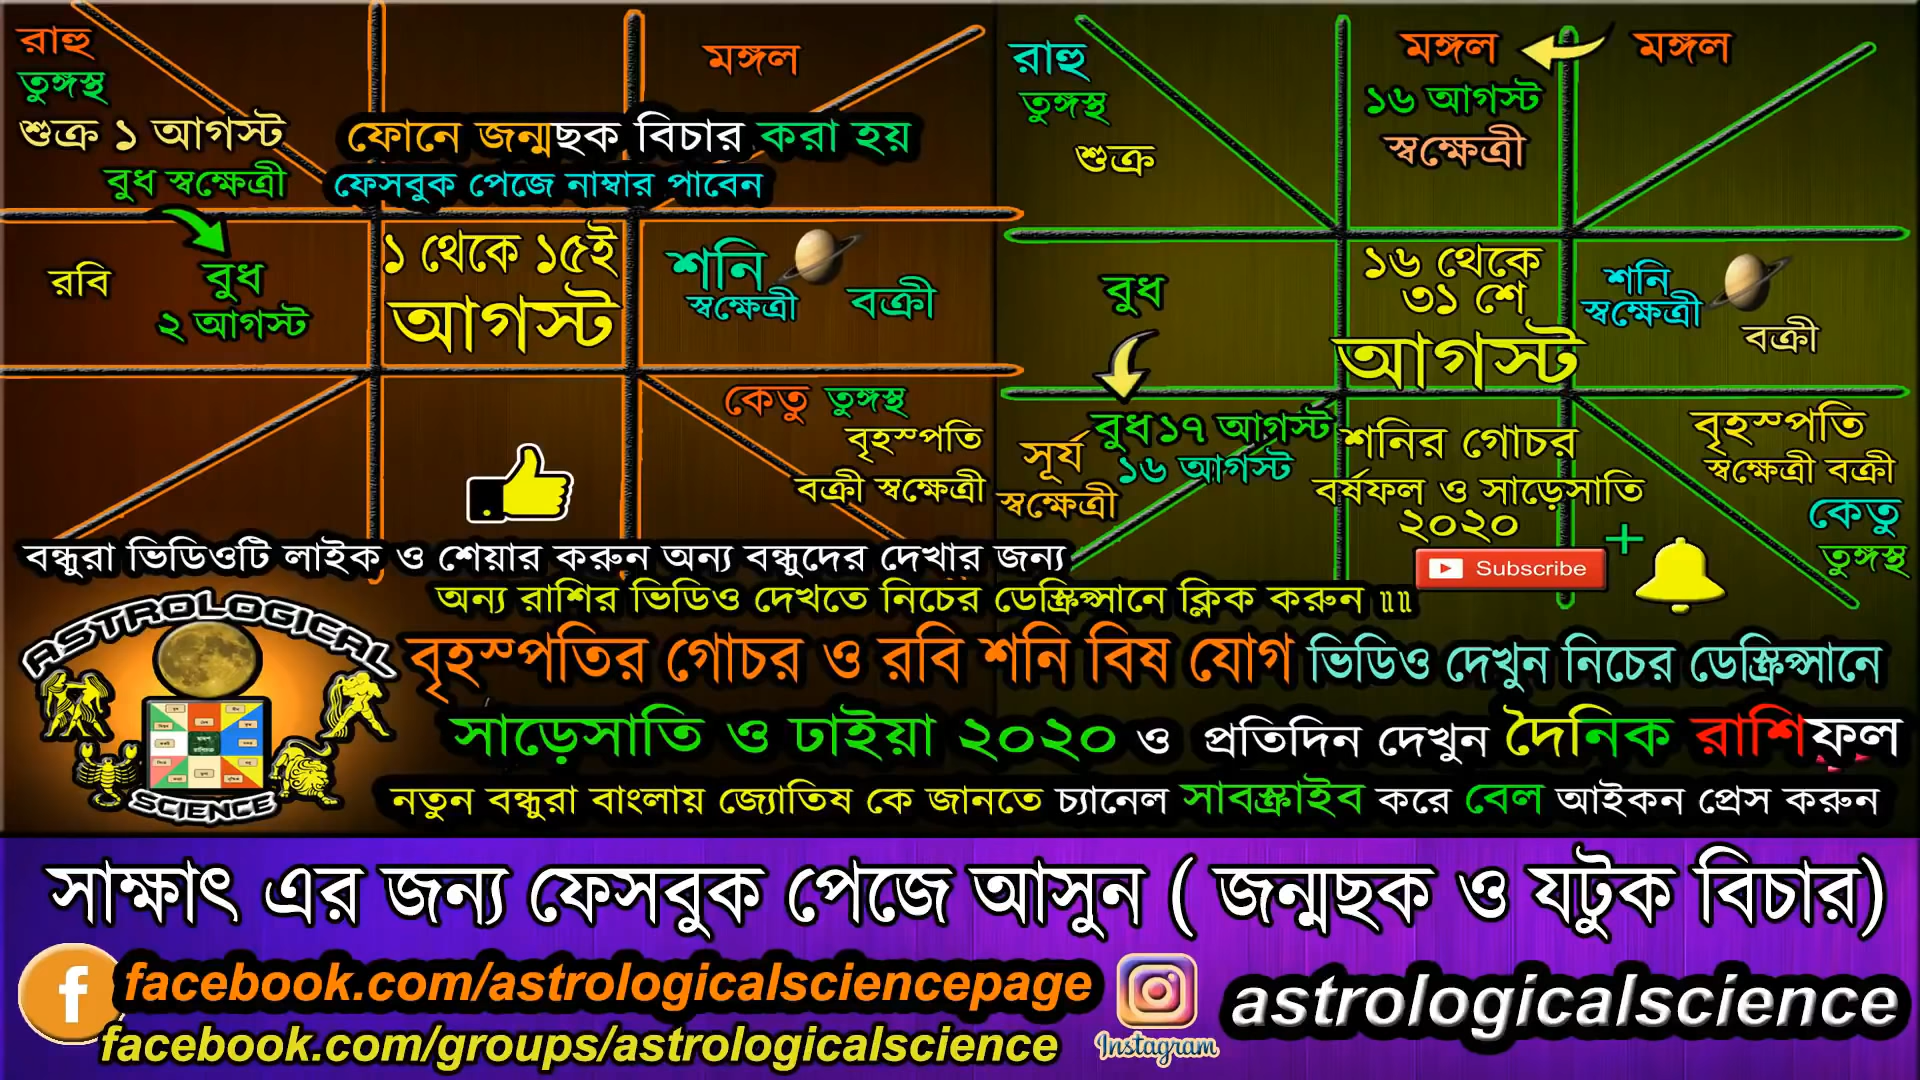 রাহু
তুঙ্গস্থ
শুক্র ১ আগস্ট
বুধ স্বক্ষেত্রী
মঙ্গল
ফোনে জন্মছক বিচার করা হয়
ফেসবুক পেজে নাম্বার পাবেন
রবি
বুধ
২ আগস্ট
১ থেকে ১৫ই
আগস্ট
শনি
স্বক্ষেত্রী
বক্রী
কেতু তুঙ্গস্থ
বৃহস্পতি
বক্রী স্বক্ষেত্রী
রাহু
তুঙ্গস্থ
শুক্র
মঙ্গল
মঙ্গল
১৬ আগস্ট
স্বক্ষেত্রী
বুধ
১৬ থেকে
৩১ শে
আগস্ট
শনি
স্বক্ষেত্রী
বক্রী
বুধ ১৭ আগস্ট
সূর্য
১৬ আগস্ট
স্বক্ষেত্রী
শনির গোচর
বর্ষফল ও সাড়েসাতি
২০২০
বৃহস্পতি
স্বক্ষেত্রী বক্রী
কেতু
তুঙ্গস্থ
Subscribe
+
বন্ধুরা ভিডিওটি লাইক ও শেয়ার করুন অন্য বন্ধুদের দেখার জন্য
অন্য রাশির ভিডিও দেখতে নিচের ডেস্ক্রিপ্সানে ক্লিক করুন
বৃহস্পতির গোচর ও রবি শনি বিষ যোগ ভিডিও দেখুন নিচের ডেস্ক্রিপ্সানে
সাড়েসাতি ও ঢাইয়া ২০২০ ও প্রতিদিন দেখুন দৈনিক রাশিফল
নতুন বন্ধুরা বাংলায় জ্যোতিষ কে জানতে চ্যানেল সাবস্ক্রাইব করে বেল আইকন প্রেস করুন
ASTROLOGICAL
SCIENCE
সাক্ষাৎ এর জন্য ফেসবুক পেজে আসুন ( জন্মছক ও যটুক বিচার)
f facebook.com/astrologicalsciencepage
facebook.com/groups/astrologicalscience
Instagram
astrologicalscience